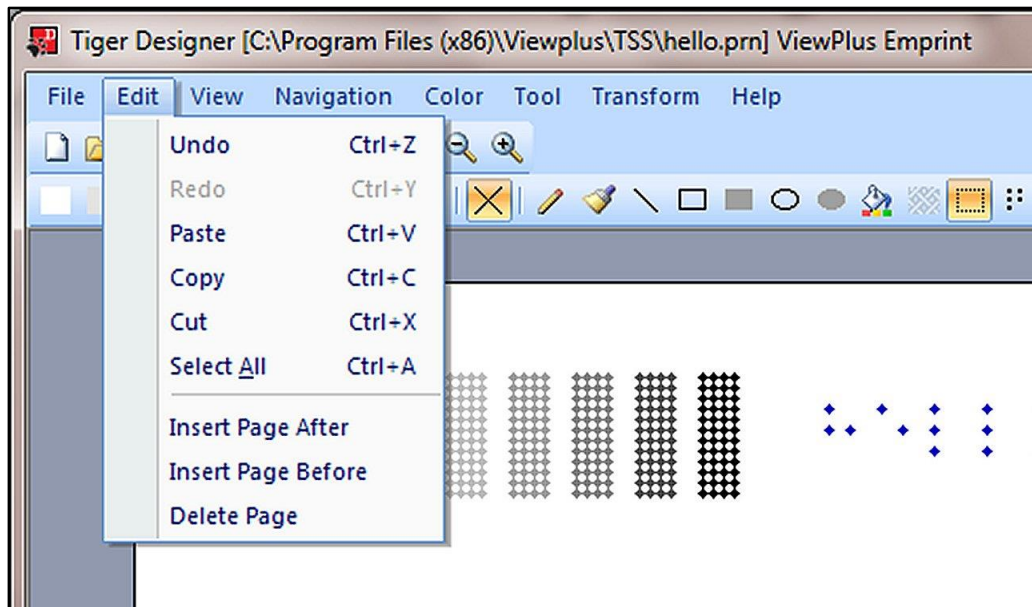 Tiger Designer [C:\Program Files (x86)\Viewplus\TSS\hello.prn] ViewPlus Emprint
File Edit View Navigation Color Tool Transform Help
Undo Ctrl+Z
Redo Ctrl+Y
Paste Ctrl+V
Copy Ctrl+C
Cut Ctrl+X
Select All Ctrl+A
Insert Page After
Insert Page Before
Delete Page
⠓⠑⠇⠇